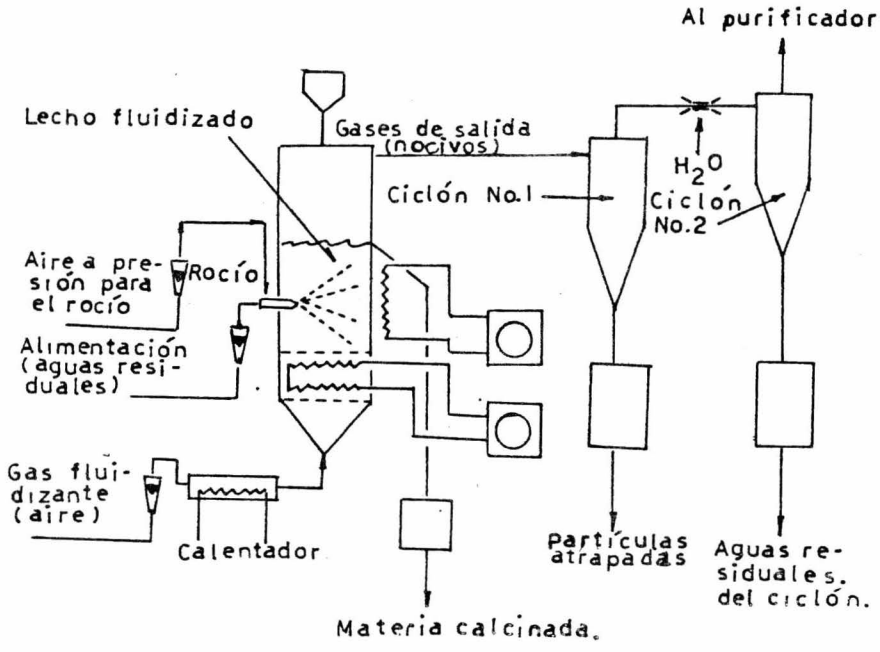 Al purificador
Lecho fluidizado
Gases de salida
(nocivos)
H2O
Ciclón No.1
Ciclón
No.2
Aire a pre-
sión para
el rocío
Rocío
Alimentación
(aguas resi-
duales)
Gas flui-
dizante
(aire)
Calentador
Partículas
atrapadas
Aguas re-
siduales.
del ciclón.
Materia calcinada.